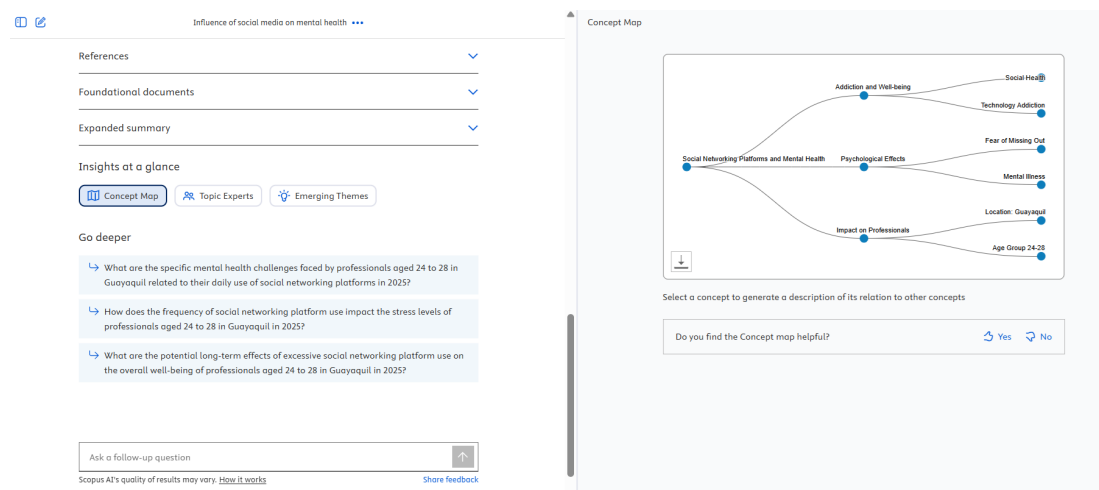 Influence of social media on mental health
References
Foundational documents
Expanded summary
Insights at a glance
Concept Map
Topic Experts
Emerging Themes
Go deeper
What are the specific mental health challenges faced by professionals aged 24 to 28 in
Guayaquil related to their daily use of social networking platforms in 2025?
How does the frequency of social networking platform use impact the stress levels of
professionals aged 24 to 28 in Guayaquil in 2025?
What are the potential long-term effects of excessive social networking platform use on
the overall well-being of professionals aged 24 to 28 in Guayaquil in 2025?
Ask a follow-up question
Scopus AI's quality of results may vary. How it works
Share feedback
Concept Map
Social Health
Addiction and Well-being
Technology Addiction
Fear of Missing Out
Social Networking Platforms and Mental Health
Psychological Effects
Mental Illness
Location: Guayaquil
Impact on Professionals
Age Group 24-28
Select a concept to generate a description of its relation to other concepts
Do you find the Concept map helpful?
Yes
No